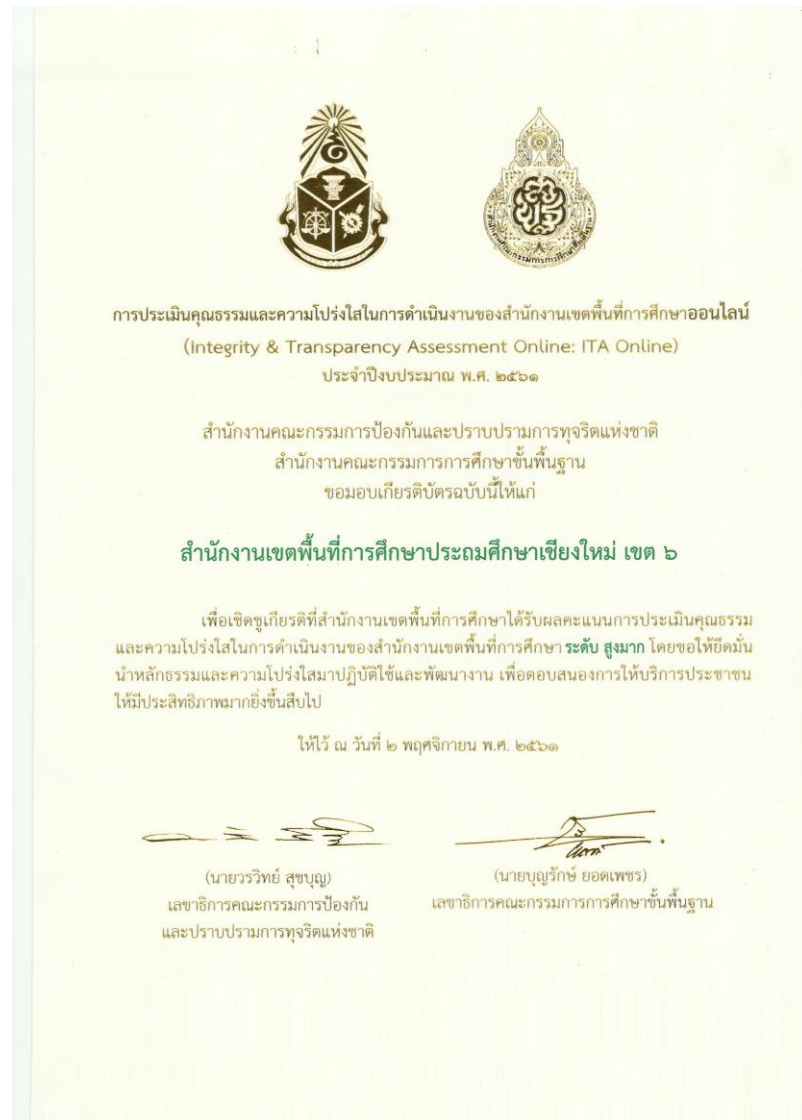 การประเมินคุณธรรมและความโปร่งใสในการดำเนินงานของสำนักงานเขตพื้นที่การศึกษาออนไลน์
(Integrity & Transparency Assessment Online: ITA Online)
ประจำปีงบประมาณ พ.ศ. ๒๕๖๑
สำนักงานคณะกรรมการป้องกันและปราบปรามการทุจริตแห่งชาติ
สำนักงานคณะกรรมการการศึกษาขั้นพื้นฐาน
ขอมอบเกียรติบัตรฉบับนี้ให้แก่
สำนักงานเขตพื้นที่การศึกษาประถมศึกษาเชียงใหม่ เขต ๖
เพื่อเชิดชูเกียรติที่สำนักงานเขตพื้นที่การศึกษาได้รับผลคะแนนการประเมินคุณธรรม
และความโปร่งใสในการดำเนินงานของสำนักงานเขตพื้นที่การศึกษา ระดับ สูงมาก โดยขอให้ยึดมั่น
นำหลักธรรมและความโปร่งใสมาปฏิบัติใช้และพัฒนางาน เพื่อตอบสนองการให้บริการประชาชน
ให้มีประสิทธิภาพมากยิ่งขึ้นสืบไป
ให้ไว้ ณ วันที่ ๒ พฤศจิกายน พ.ศ. ๒๕๖๑
(นายวรวิทย์ สุขบุญ)
เลขาธิการคณะกรรมการป้องกัน
และปราบปรามการทุจริตแห่งชาติ
(นายบุญรักษ์ ยอดเพชร)
เลขาธิการคณะกรรมการการศึกษาขั้นพื้นฐาน